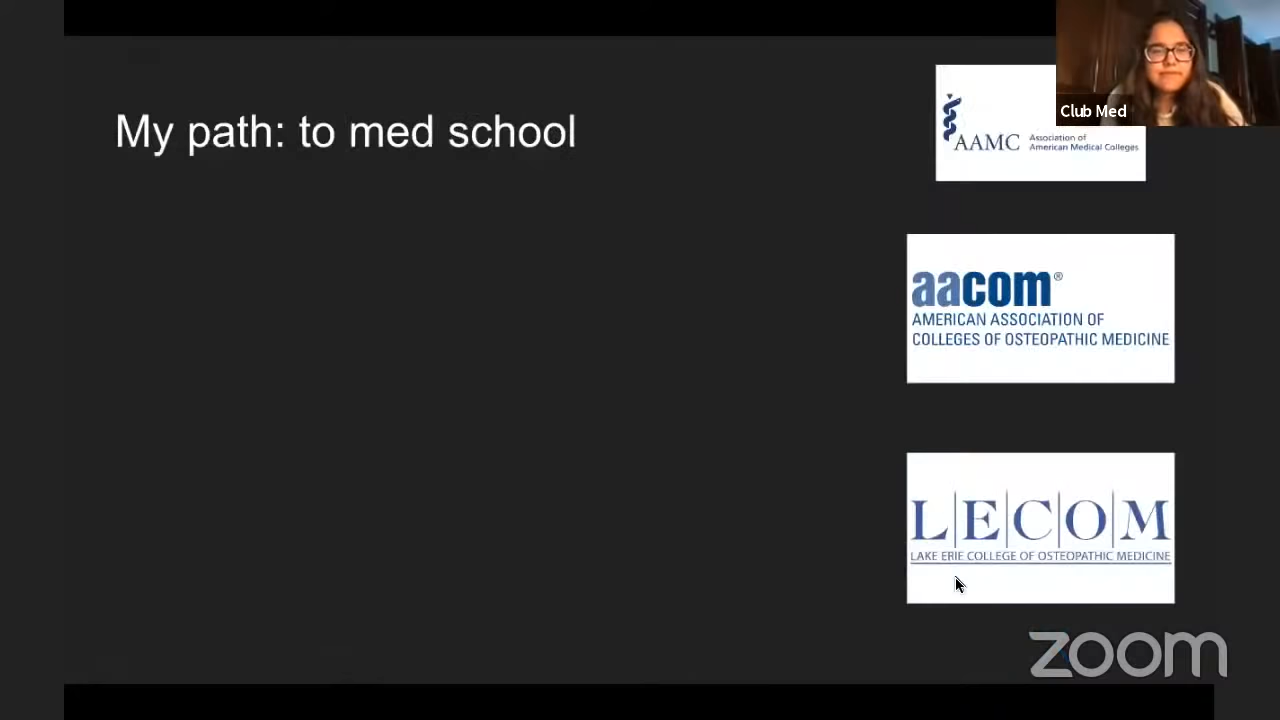 My path: to med school
Club Med
AAMC
Association of
American Medical Colleges
aacom®
AMERICAN ASSOCIATION OF
COLLEGES OF OSTEOPATHIC MEDICINE
L|E|C|O|M
LAKE ERIE COLLEGE OF OSTEOPATHIC MEDICINE
zoom